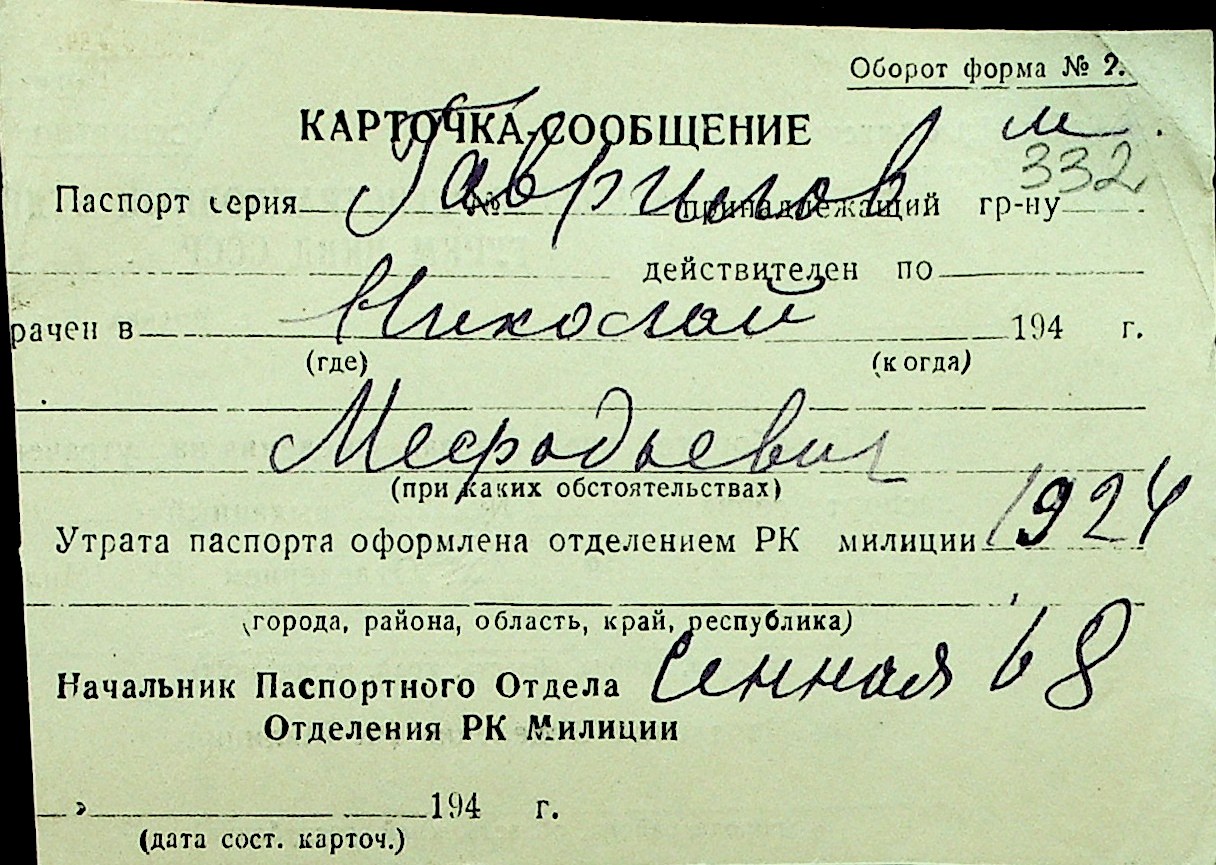 Оборот форма № 2.
КАРТОЧКА-СООБЩЕНИЕ
м
332
Гаврилов
Паспорт серия № принадлежащий гр-ну
действителен по
Николай
рачен в 194 г.
(где) (когда)
Мефодьевич
(при каких обстоятельствах)
Утрата паспорта оформлена отделением РК милиции 1924
(города, района, область, край, республика)
Начальник Паспортного Отдела Сенная 68
Отделения РК Милиции
» 194 г.
(дата сост. карточ.)